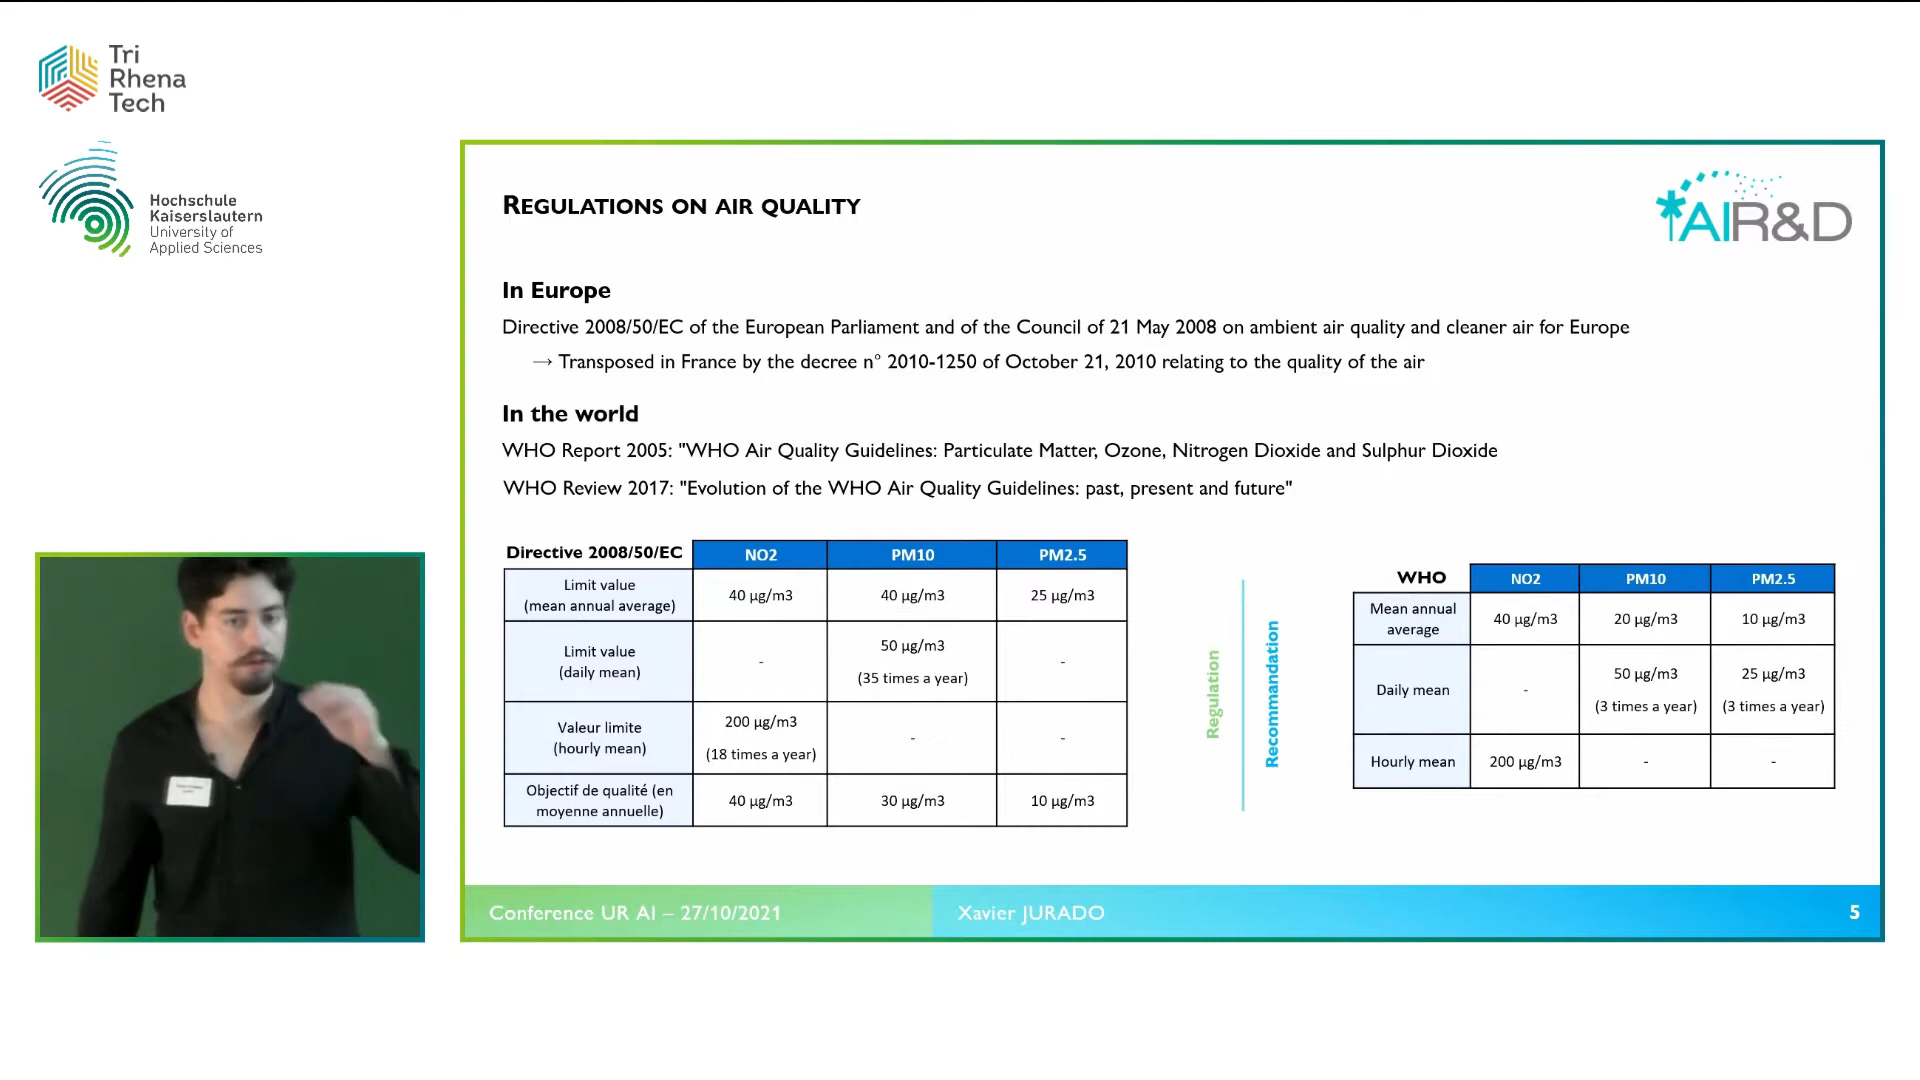 Tri
Rhena
Tech
Hochschule
Kaiserslautern
University of
Applied Sciences
REGULATIONS ON AIR QUALITY
AIR&D
In Europe
Directive 2008/50/EC of the European Parliament and of the Council of 21 May 2008 on ambient air quality and cleaner air for Europe
→ Transposed in France by the decree n° 2010-1250 of October 21, 2010 relating to the quality of the air
In the world
WHO Report 2005: "WHO Air Quality Guidelines: Particulate Matter, Ozone, Nitrogen Dioxide and Sulphur Dioxide
WHO Review 2017: "Evolution of the WHO Air Quality Guidelines: past, present and future"
Directive 2008/50/EC NO2 PM10 PM2.5
Limit value
(mean annual average) 40 µg/m3 40 µg/m3 25 µg/m3
Limit value
(daily mean) - 50 µg/m3
(35 times a year) -
Valeur limite
(hourly mean) 200 µg/m3
(18 times a year) - -
Objectif de qualité (en
moyenne annuelle) 40 µg/m3 30 µg/m3 10 µg/m3
Regulation
Recommandation
WHO NO2 PM10 PM2.5
Mean annual
average 40 µg/m3 20 µg/m3 10 µg/m3
Daily mean - 50 µg/m3
(3 times a year) 25 µg/m3
(3 times a year)
Hourly mean 200 µg/m3 - -
Conference UR AI – 27/10/2021 Xavier JURADO 5